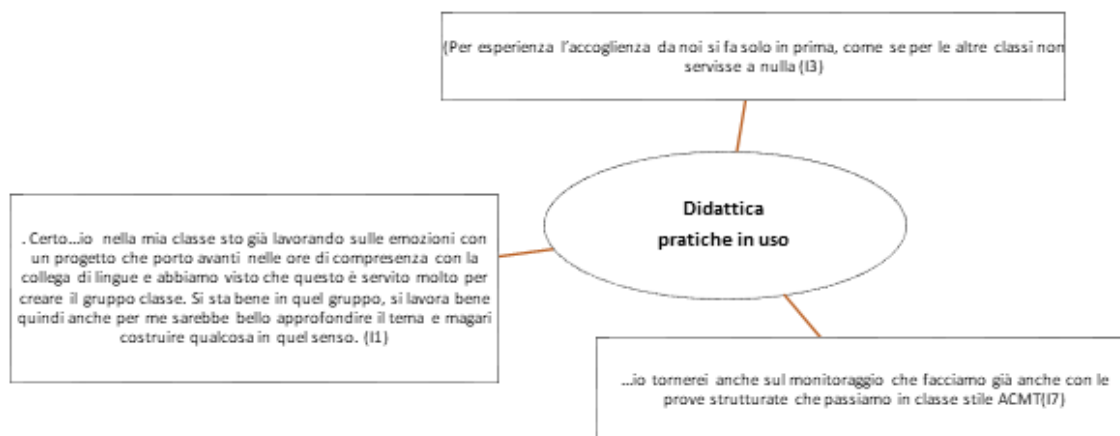 (Per esperienza l'accoglienza da noi si fa solo in prima, come se per le altre classi non
servisse a nulla (I3)
Didattica
pratiche in uso
. Certo...io nella mia classe sto già lavorando sulle emozioni con
un progetto che porto avanti nelle ore di compresenza con la
collega di lingue e abbiamo visto che questo è servito molto per
creare il gruppo classe. Si sta bene in quel gruppo, si lavora bene
quindi anche per me sarebbe bello approfondire il tema e magari
costruire qualcosa in quel senso. (I1)
...io tornerei anche sul monitoraggio che facciamo già anche con le
prove strutturate che passiamo in classe stile ACMT(I7)